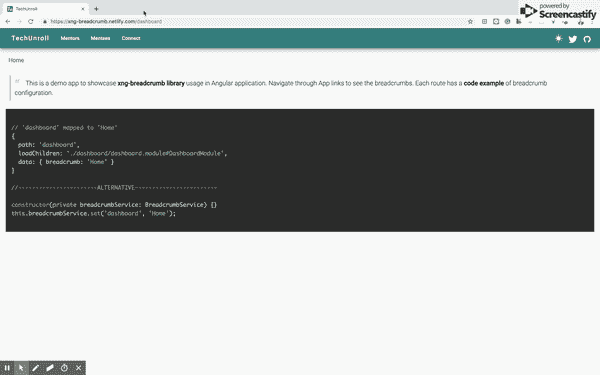 powered by
Screencastify
TechUnroll
https://xng-breadcrumb.netlify.com/dashboard
TechUnroll Mentors Mentees Connect
Home
This is a demo app to showcase xng-breadcrumb library usage in Angular application. Navigate through App links to see the breadcrumbs. Each route has a code example of breadcrumb
configuration.
// 'dashboard' mapped to 'Home'
{
path: 'dashboard',
loadChildren: './dashboard/dashboard.module#DashboardModule',
data: { breadcrumb: 'Home' }
}
//-----------------------ALTERNATIVE------------------------
constructor(private breadcrumbService: BreadcrumbService) {}
this.breadcrumbService.set('dashboard', 'Home');